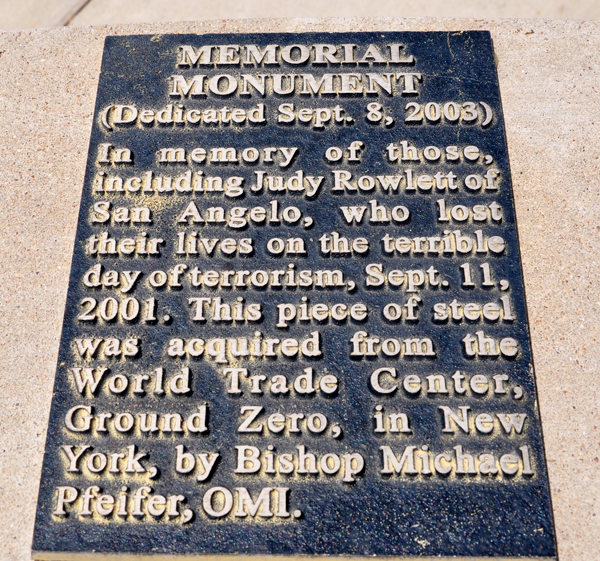 MEMORIAL
MONUMENT
(Dedicated Sept. 8, 2003)
In memory of those,
including Judy Rowlett of
San Angelo, who lost
their lives on the terrible
day of terrorism, Sept. 11,
2001. This piece of steel
was acquired from the
World Trade Center,
Ground Zero, in New
York, by Bishop Michael
Pfeifer, OMI.